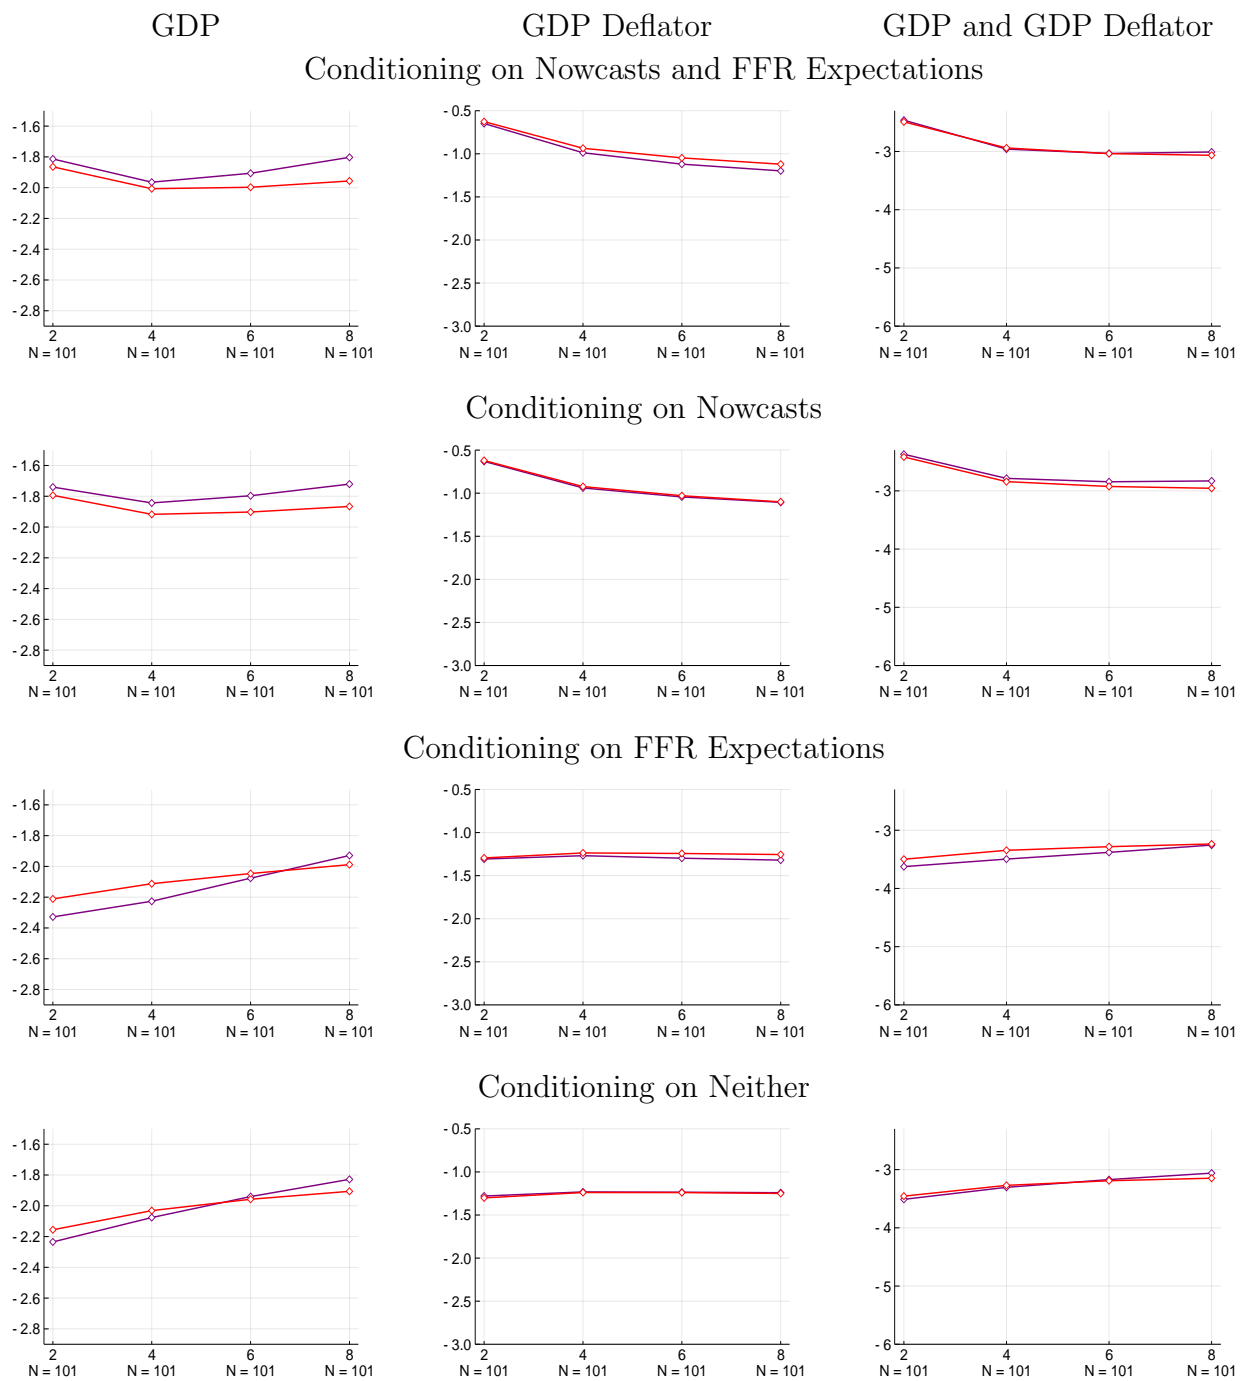 GDP GDP Deflator GDP and GDP Deflator
Conditioning on Nowcasts and FFR Expectations
- 1.6
- 1.8
- 2.0
- 2.2
- 2.4
- 2.6
- 2.8
2 4 6 8
N = 101 N = 101 N = 101 N = 101
- 0.5
- 1.0
- 1.5
- 2.0
- 2.5
- 3.0
2 4 6 8
N = 101 N = 101 N = 101 N = 101
- 3
- 4
- 5
- 6
2 4 6 8
N = 101 N = 101 N = 101 N = 101
Conditioning on Nowcasts
- 1.6
- 1.8
- 2.0
- 2.2
- 2.4
- 2.6
- 2.8
2 4 6 8
N = 101 N = 101 N = 101 N = 101
- 0.5
- 1.0
- 1.5
- 2.0
- 2.5
- 3.0
2 4 6 8
N = 101 N = 101 N = 101 N = 101
- 3
- 4
- 5
- 6
2 4 6 8
N = 101 N = 101 N = 101 N = 101
Conditioning on FFR Expectations
- 1.6
- 1.8
- 2.0
- 2.2
- 2.4
- 2.6
- 2.8
2 4 6 8
N = 101 N = 101 N = 101 N = 101
- 0.5
- 1.0
- 1.5
- 2.0
- 2.5
- 3.0
2 4 6 8
N = 101 N = 101 N = 101 N = 101
- 3
- 4
- 5
- 6
2 4 6 8
N = 101 N = 101 N = 101 N = 101
Conditioning on Neither
- 1.6
- 1.8
- 2.0
- 2.2
- 2.4
- 2.6
- 2.8
2 4 6 8
N = 101 N = 101 N = 101 N = 101
- 0.5
- 1.0
- 1.5
- 2.0
- 2.5
- 3.0
2 4 6 8
N = 101 N = 101 N = 101 N = 101
- 3
- 4
- 5
- 6
2 4 6 8
N = 101 N = 101 N = 101 N = 101